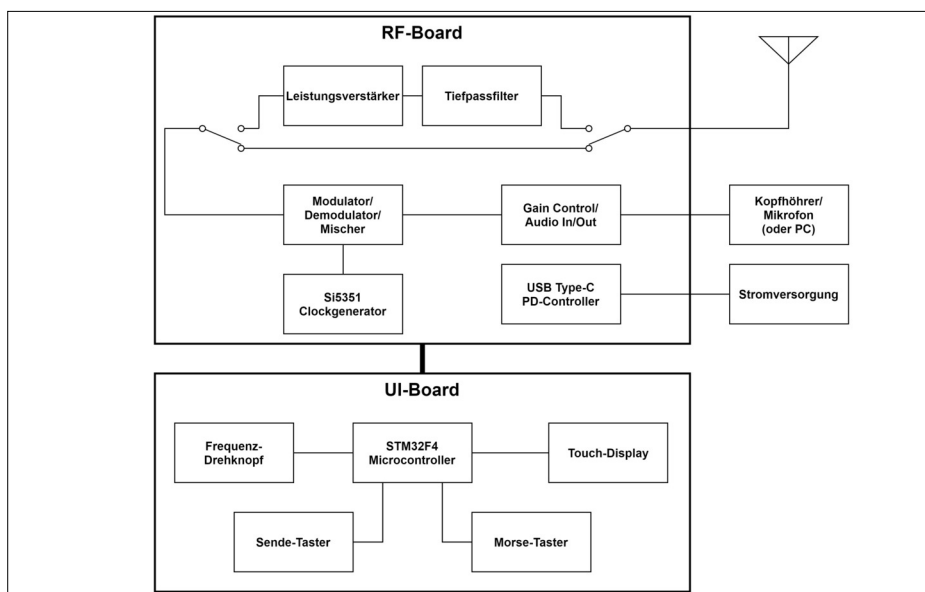 RF-Board
Leistungsverstärker
Tiefpassfilter
Modulator/
Demodulator/
Mischer
Gain Control/
Audio In/Out
Kopfhöhrer/
Mikrofon
(oder PC)
Si5351
Clockgenerator
USB Type-C
PD-Controller
Stromversorgung
UI-Board
Frequenz-
Drehknopf
STM32F4
Microcontroller
Touch-Display
Sende-Taster
Morse-Taster